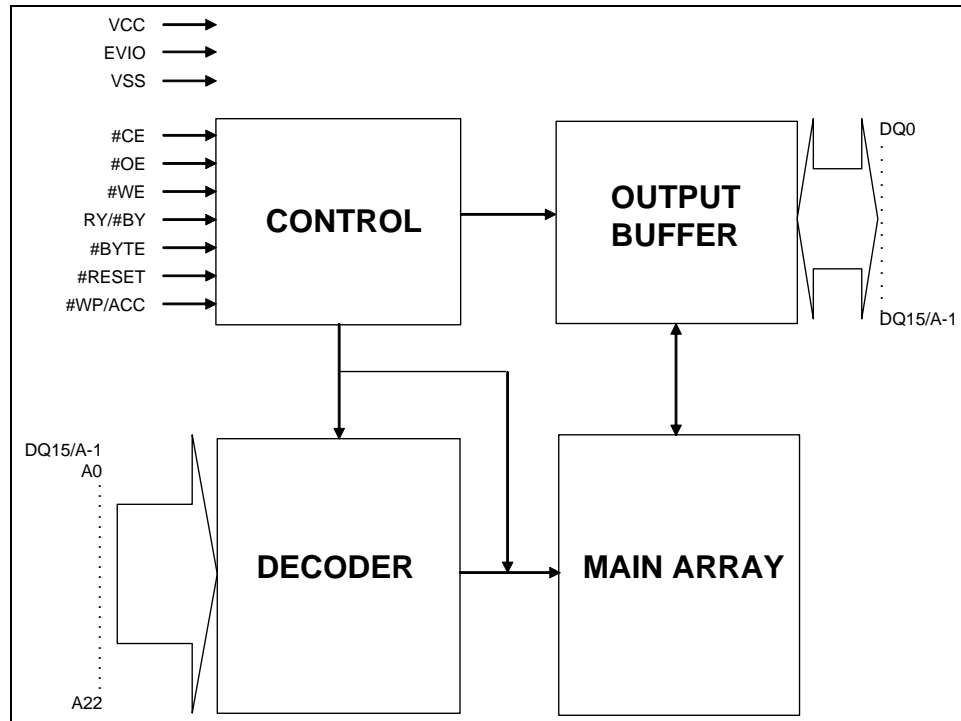 VCC
EVIO
VSS
#CE
#OE
#WE
RY/#BY
#BYTE
#RESET
#WP/ACC
CONTROL
OUTPUT
BUFFER
DQ0
DQ15/A-1
DQ15/A-1
A0
A22
DECODER
MAIN ARRAY